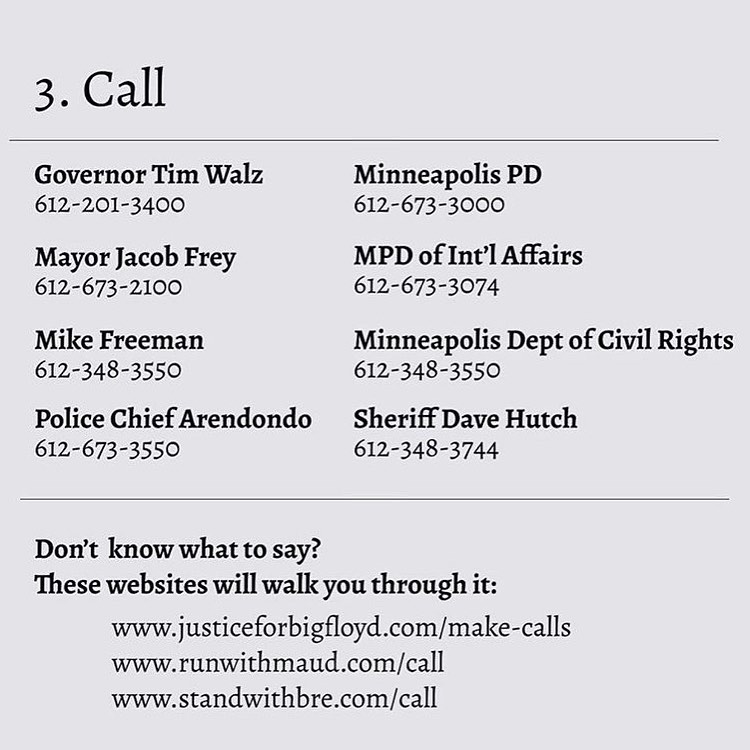 3. Call
Governor Tim Walz
612-201-3400
Mayor Jacob Frey
612-673-2100
Mike Freeman
612-348-3550
Police Chief Arendondo
612-673-3550
Minneapolis PD
612-673-3000
MPD of Int'l Affairs
612-673-3074
Minneapolis Dept of Civil Rights
612-348-3550
Sheriff Dave Hutch
612-348-3744
Don't know what to say?
These websites will walk you through it:
www.justiceforbigfloyd.com/make-calls
www.runwithmaud.com/call
www.standwithbre.com/call